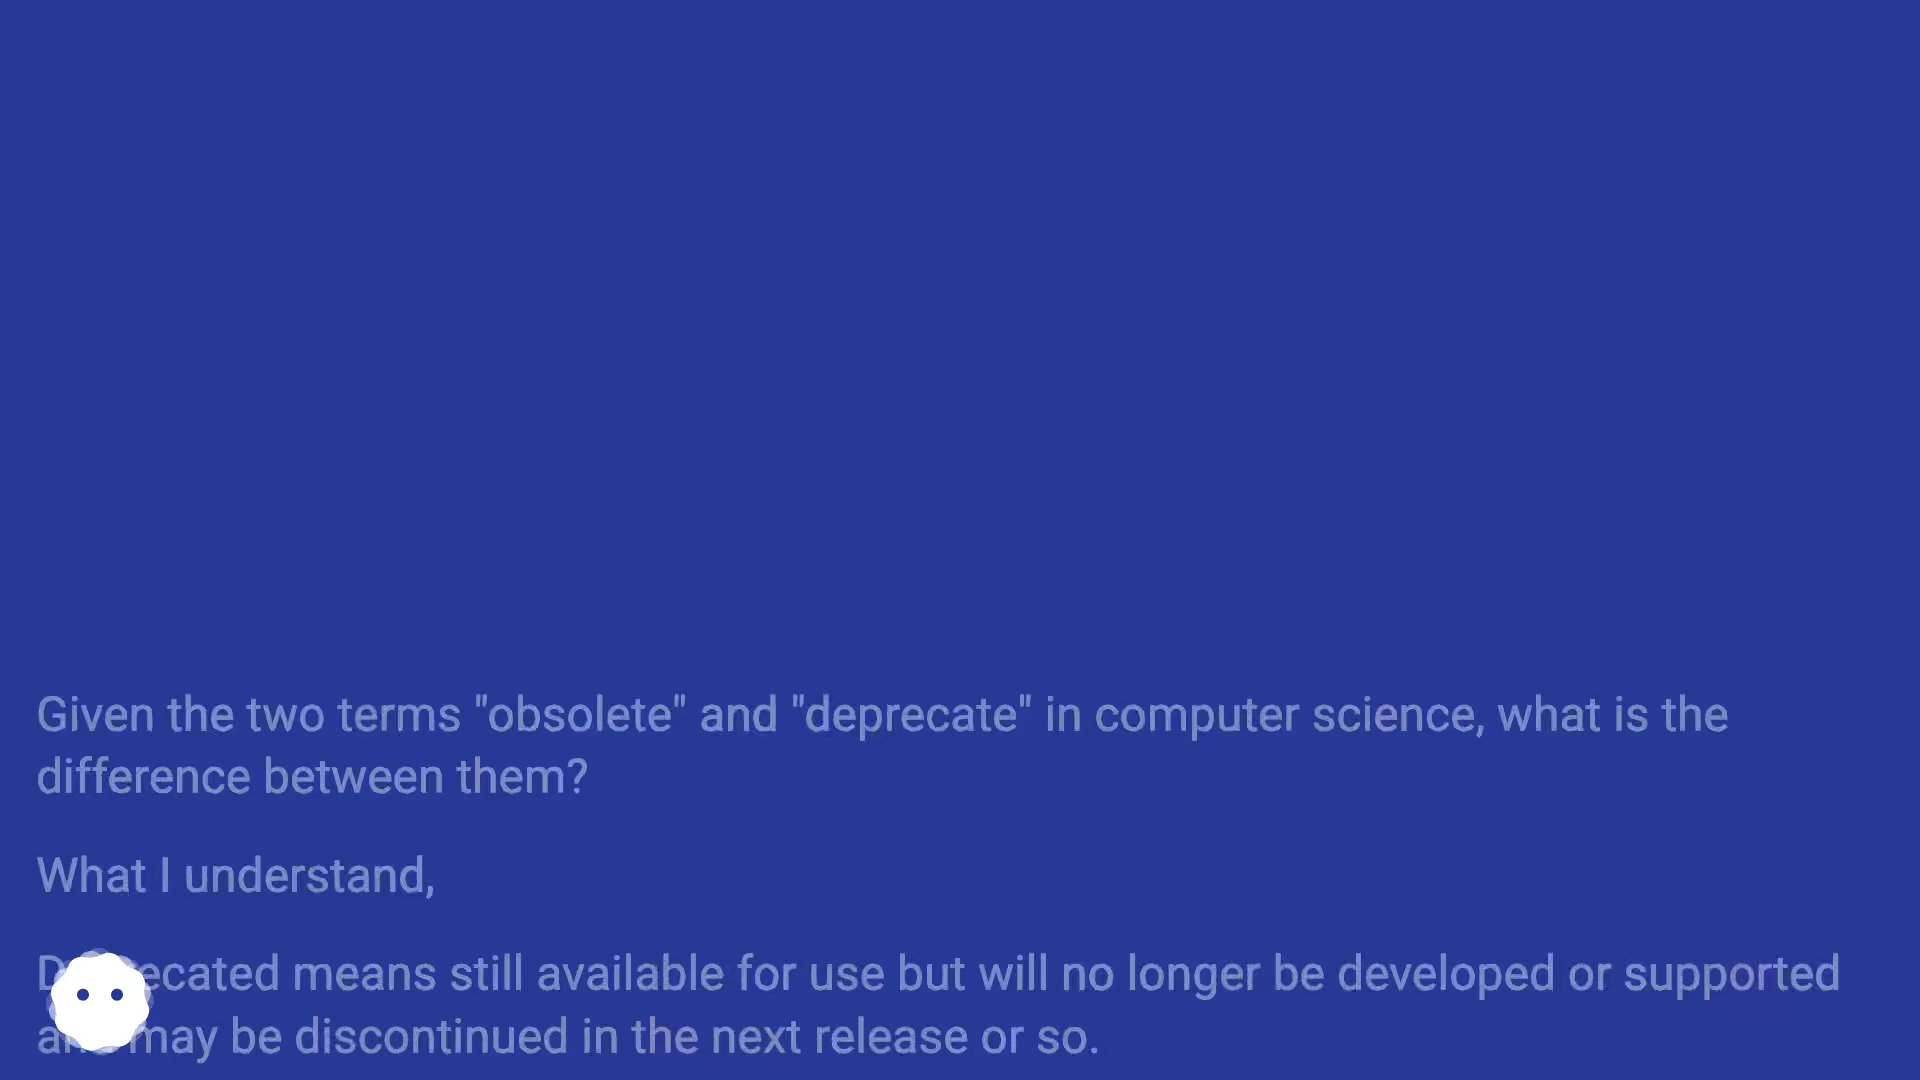 Given the two terms "obsolete" and "deprecate" in computer science, what is the
difference between them?
What I understand,
Deprecated means still available for use but will no longer be developed or supported
and may be discontinued in the next release or so.